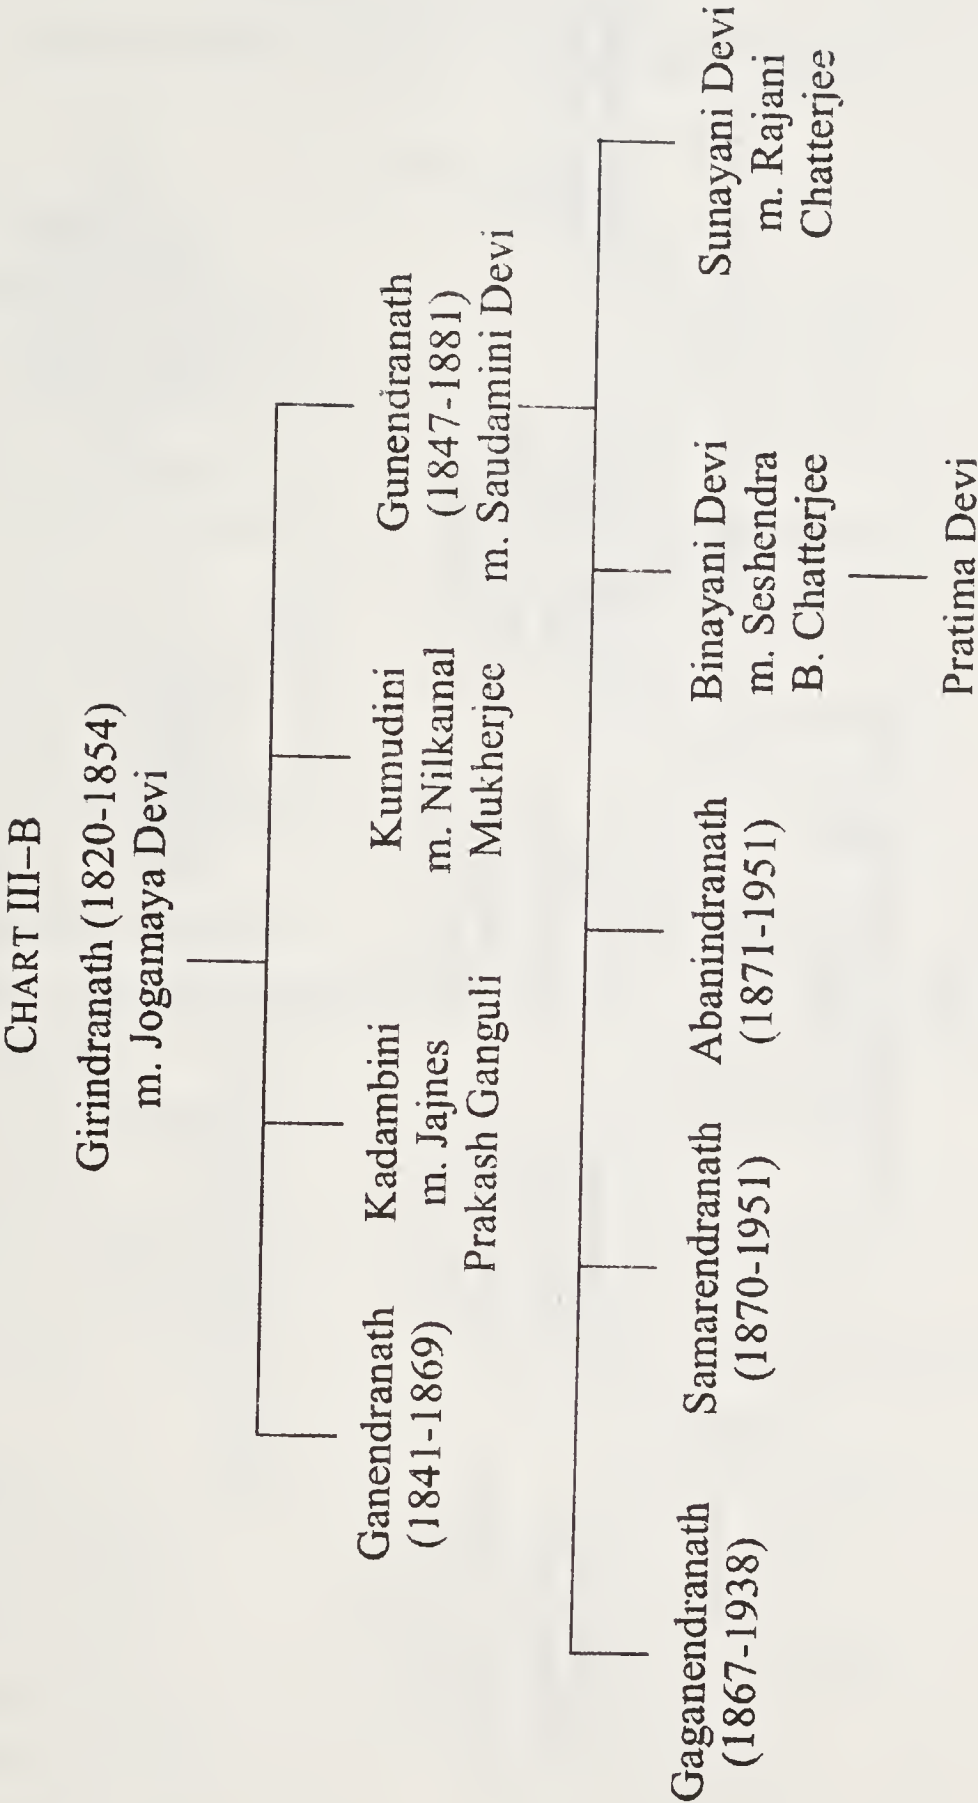 CHART III–B
Girindranath (1820-1854)
m. Jogamaya Devi
Ganendranath
(1841-1869)
Kadambini
m. Jajnes
Prakash Ganguli
Kumudini
m. Nilkamal
Mukherjee
Gunendranath
(1847-1881)
m. Saudamini Devi
Gaganendranath
(1867-1938)
Samarendranath
(1870-1951)
Abanindranath
(1871-1951)
Binayani Devi
m. Seshendra
B. Chatterjee
Sunayani Devi
m. Rajani
Chatterjee
Pratima Devi